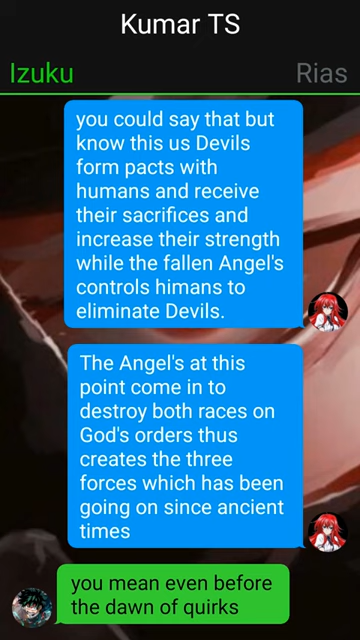 Kumar TS
Izuku
Rias
you could say that but
know this us Devils
form pacts with
humans and receive
their sacrifices and
increase their strength
while the fallen Angel's
controls himans to
eliminate Devils.
The Angel's at this
point come in to
destroy both races on
God's orders thus
creates the three
forces which has been
going on since ancient
times
you mean even before
the dawn of quirks